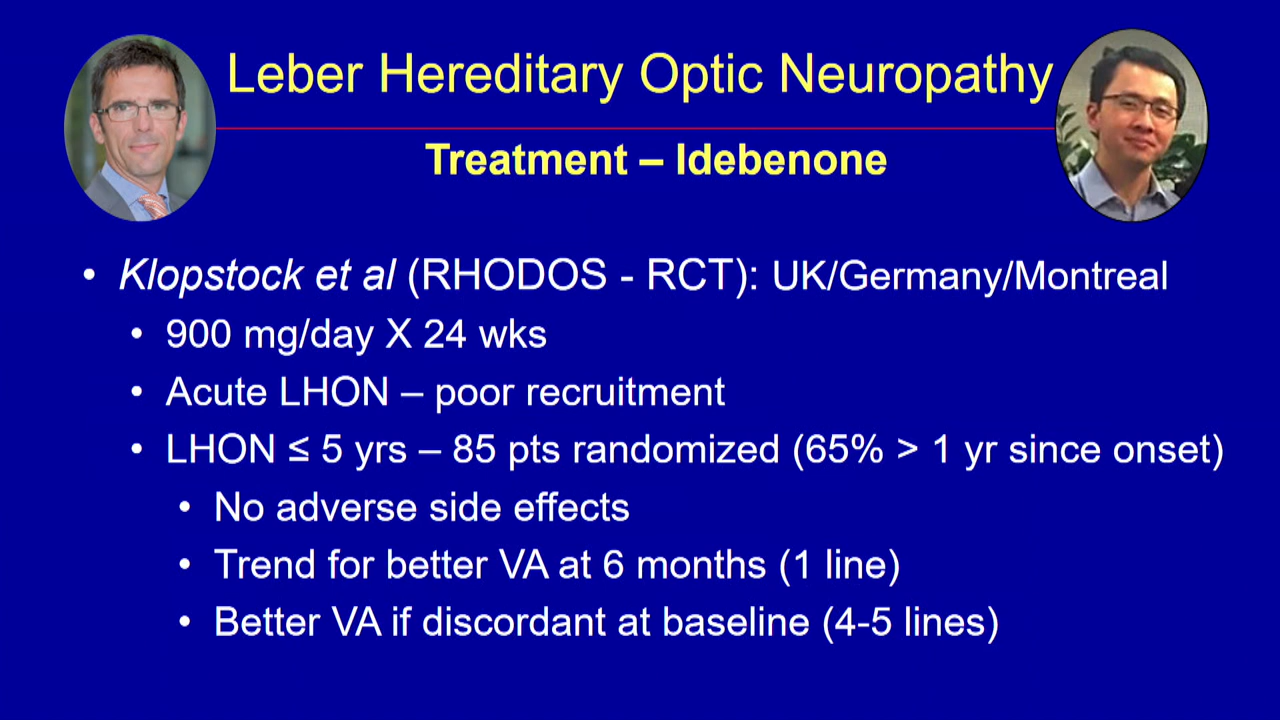 Leber Hereditary Optic Neuropathy
Treatment – Idebenone
• Klopstock et al (RHODOS - RCT): UK/Germany/Montreal
• 900 mg/day X 24 wks
• Acute LHON – poor recruitment
• LHON ≤ 5 yrs – 85 pts randomized (65% > 1 yr since onset)
• No adverse side effects
• Trend for better VA at 6 months (1 line)
• Better VA if discordant at baseline (4-5 lines)